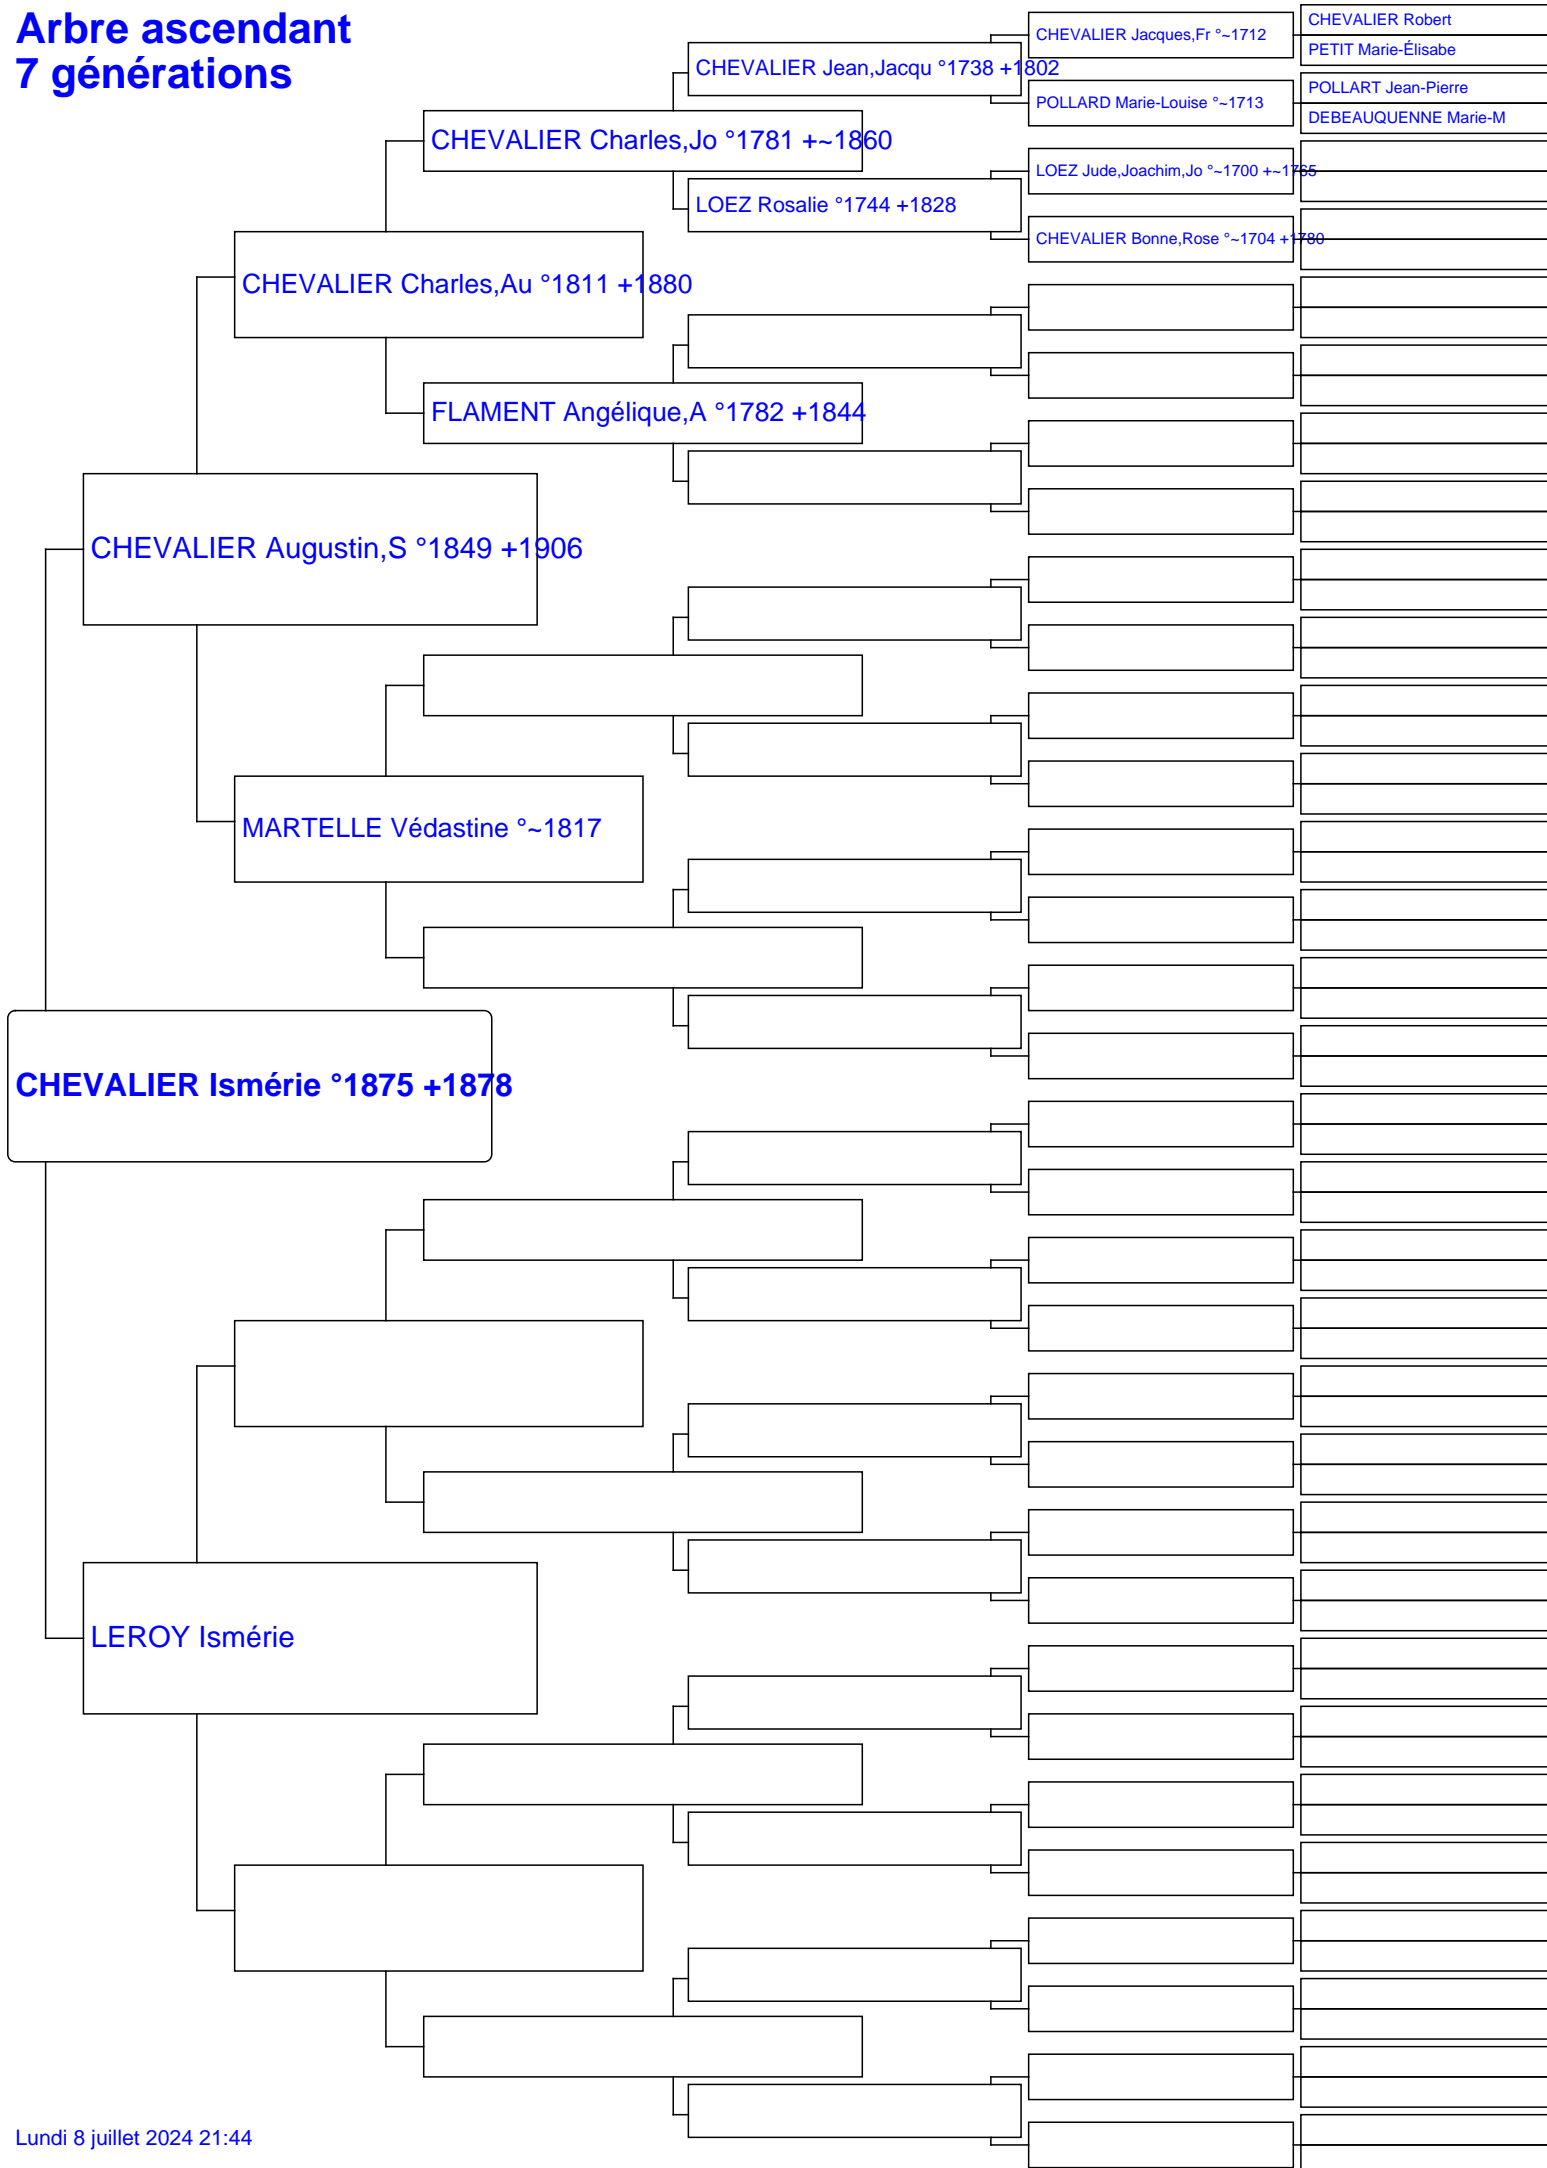 Arbre ascendant
7 générations
CHEVALIER Robert
CHEVALIER Jacques,Fr °~1712
PETIT Marie-Élisabe
CHEVALIER Jean,Jacqu °1738 +1802
POLLART Jean-Pierre
POLLARD Marie-Louise °~1713
DEBEAUQUENNE Marie-M
CHEVALIER Charles,Jo °1781 +~1860
LOEZ Jude,Joachim,Jo °~1700 +~1765
LOEZ Rosalie °1744 +1828
CHEVALIER Bonne,Rose °~1704 +1780
CHEVALIER Charles,Au °1811 +1880
FLAMENT Angélique,A °1782 +1844
CHEVALIER Augustin,S °1849 +1906
MARTELLE Védastine °~1817
CHEVALIER Ismérie °1875 +1878
LEROY Ismérie
Lundi 8 juillet 2024 21:44